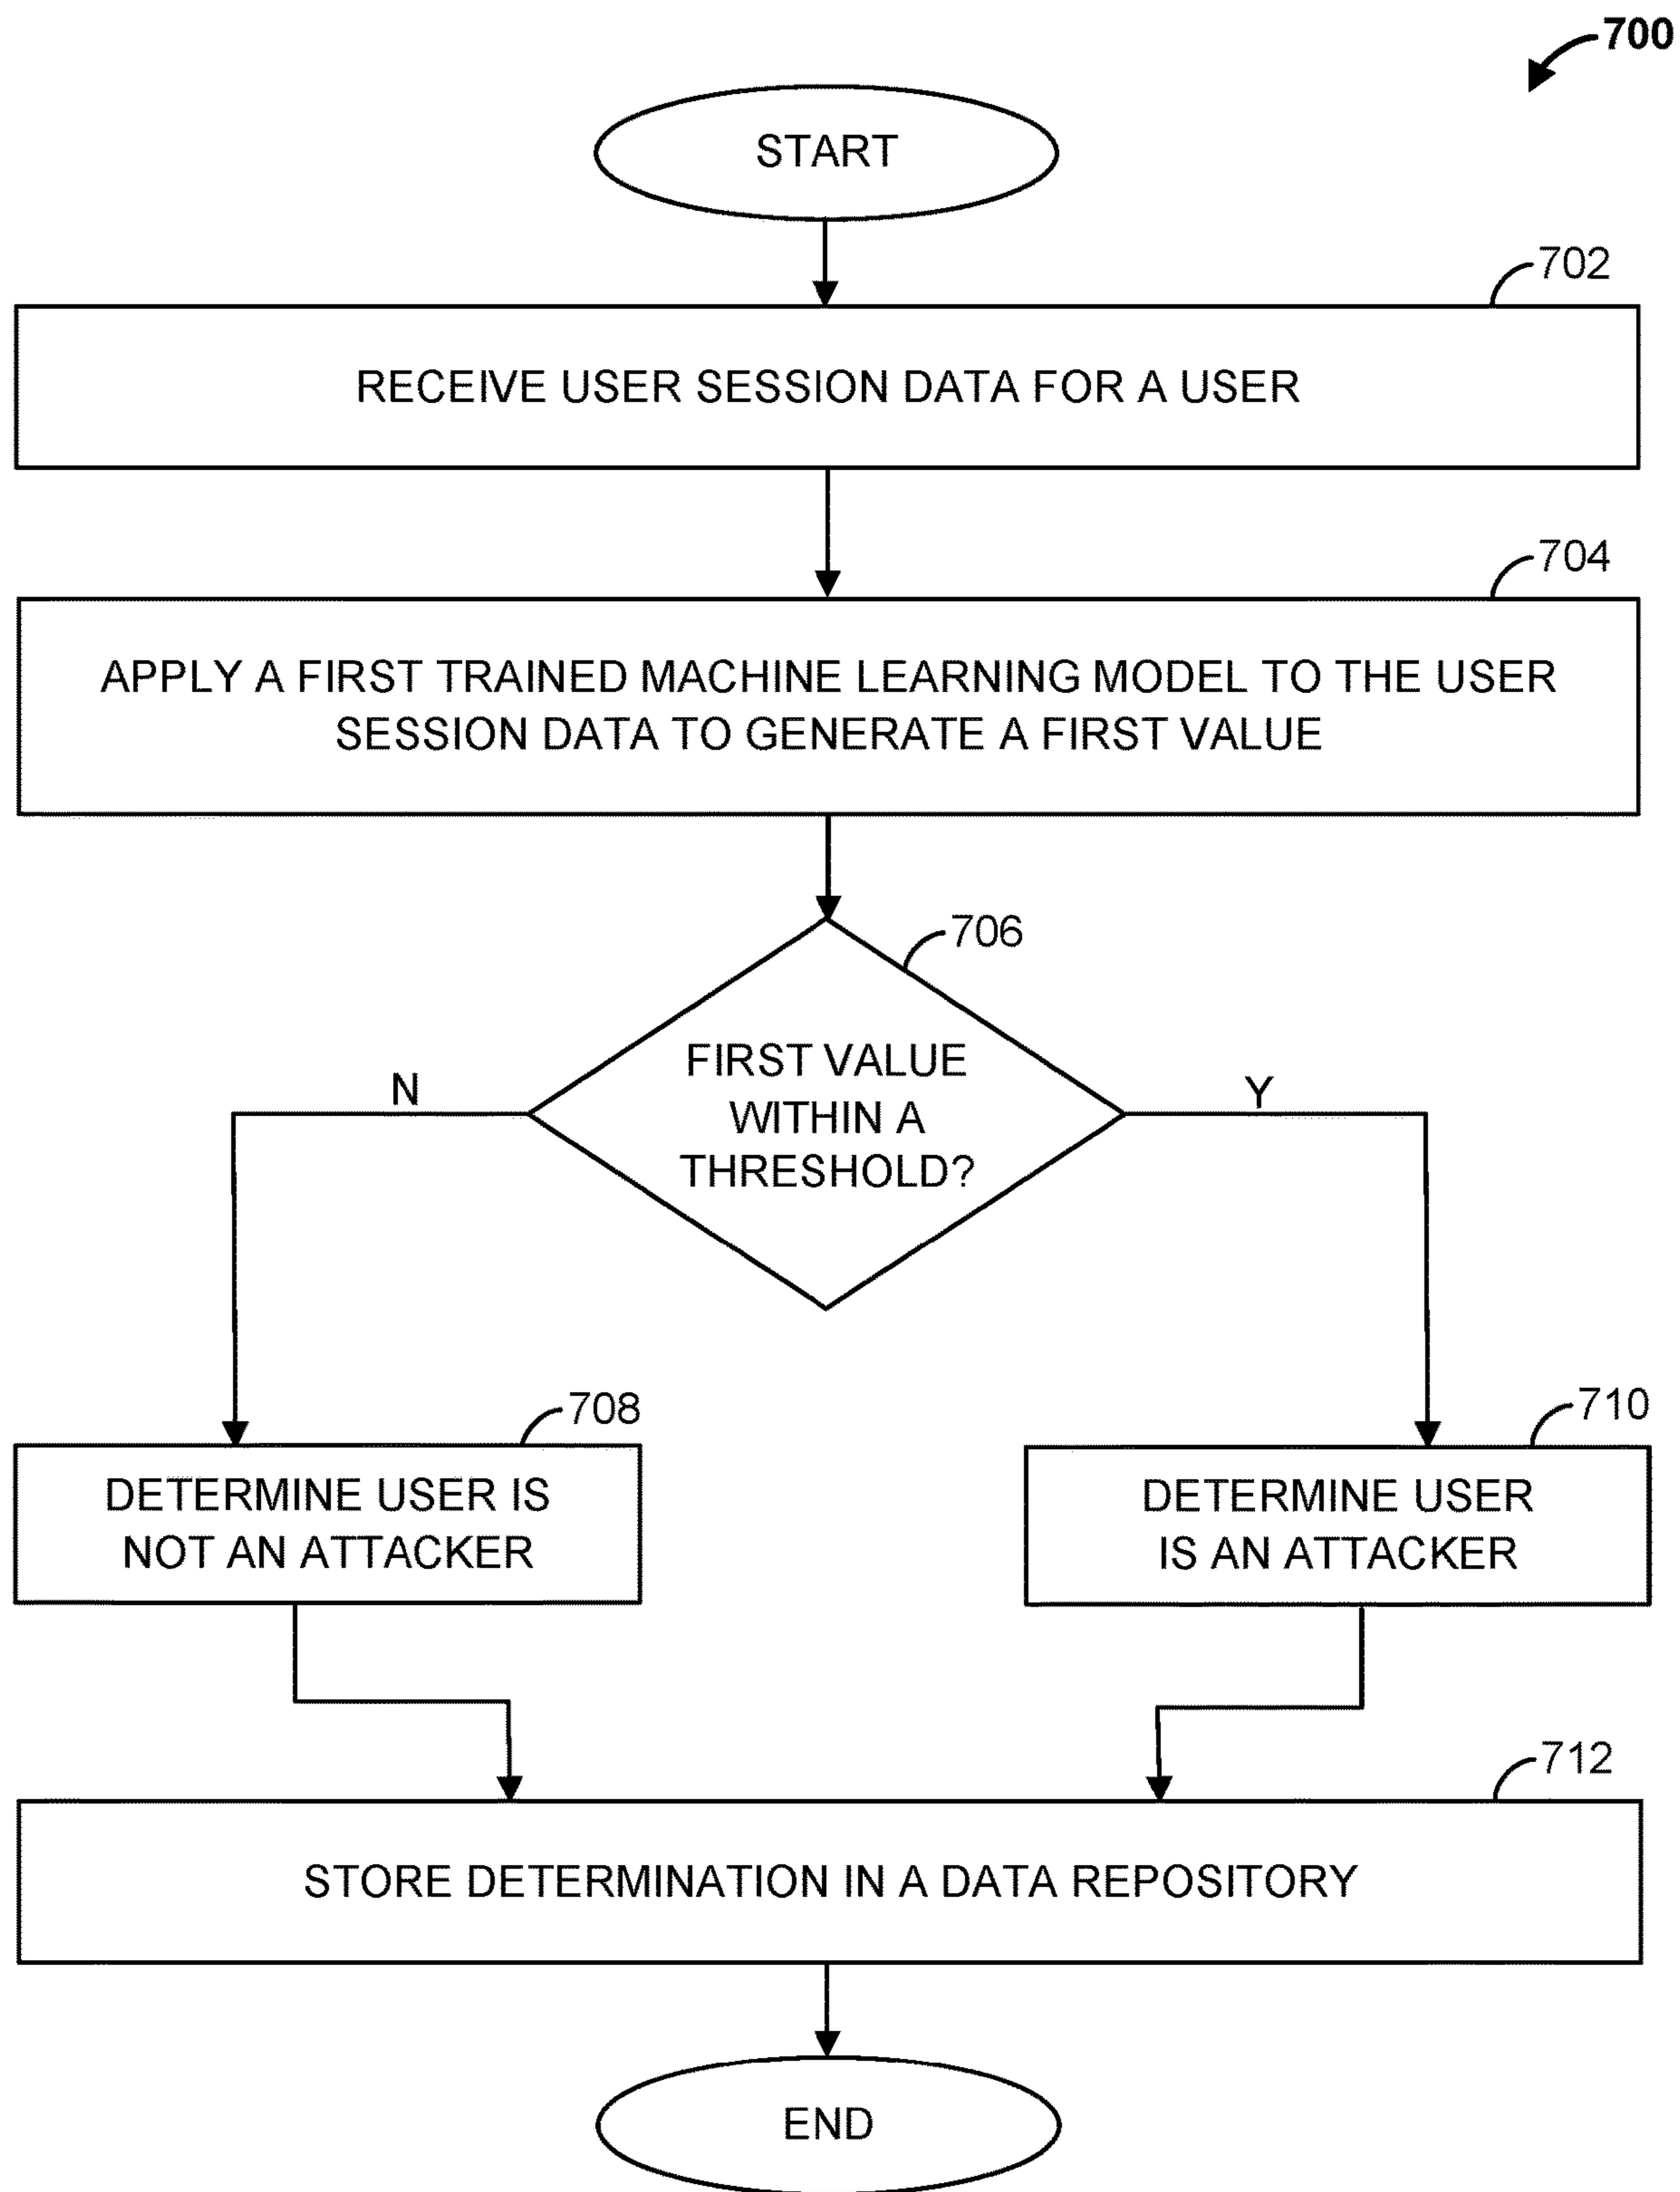 700
START
702
RECEIVE USER SESSION DATA FOR A USER
704
APPLY A FIRST TRAINED MACHINE LEARNING MODEL TO THE USER
SESSION DATA TO GENERATE A FIRST VALUE
706
FIRST VALUE
WITHIN A
THRESHOLD?
N
Y
708
DETERMINE USER IS
NOT AN ATTACKER
710
DETERMINE USER
IS AN ATTACKER
712
STORE DETERMINATION IN A DATA REPOSITORY
END